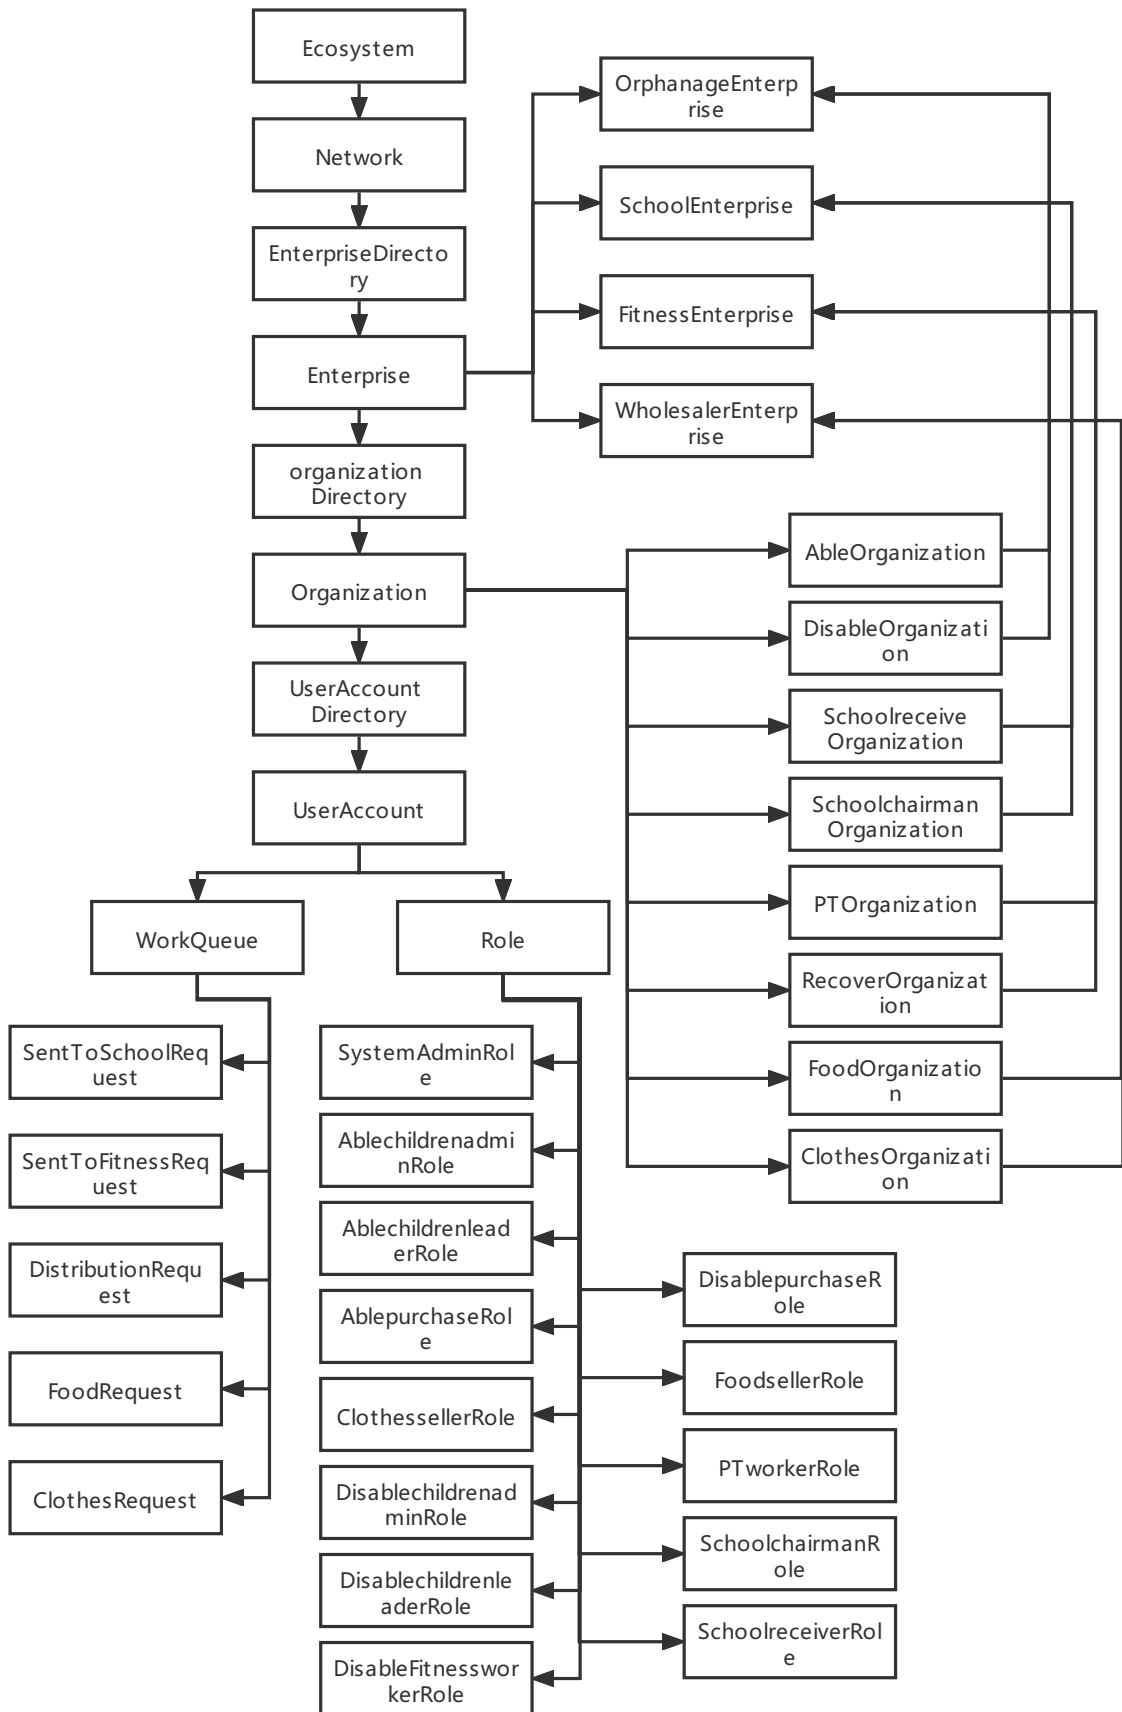 Ecosystem
Network
EnterpriseDirecto
ry
Enterprise
organization
Directory
Organization
UserAccount
Directory
UserAccount
OrphanageEnterp
rise
SchoolEnterprise
FitnessEnterprise
WholesalerEnterp
rise
AbleOrganization
DisableOrganizati
on
Schoolreceive
Organization
Schoolchairman
Organization
PTOrganization
RecoverOrganizat
ion
FoodOrganizatio
n
ClothesOrganizati
on
WorkQueue
Role
SentToSchoolReq
uest
SentToFitnessReq
uest
DistributionRequ
est
FoodRequest
ClothesRequest
SystemAdminRol
e
Ablechildrenadmi
nRole
Ablechildrenlead
erRole
AblepurchaseRol
e
ClothessellerRole
Disablechildrenad
minRole
Disablechildrenle
aderRole
DisableFitnesswor
kerRole
DisablepurchaseR
ole
FoodsellerRole
PTworkerRole
SchoolchairmanR
ole
SchoolreceiverRol
e